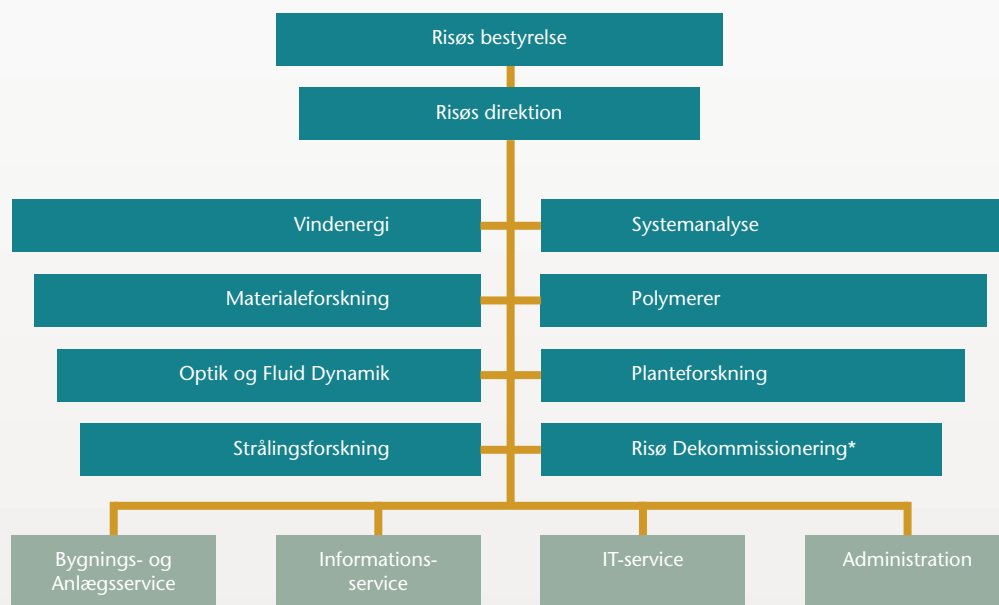 Risøs bestyrelse
Risøs direktion
Vindenergi
Systemanalyse
Materialeforskning
Polymerer
Optik og Fluid Dynamik
Planteforskning
Strålingsforskning
Risø Dekommissionering*
Bygnings- og
Anlægsservice
Informations-
service
IT-service
Administration